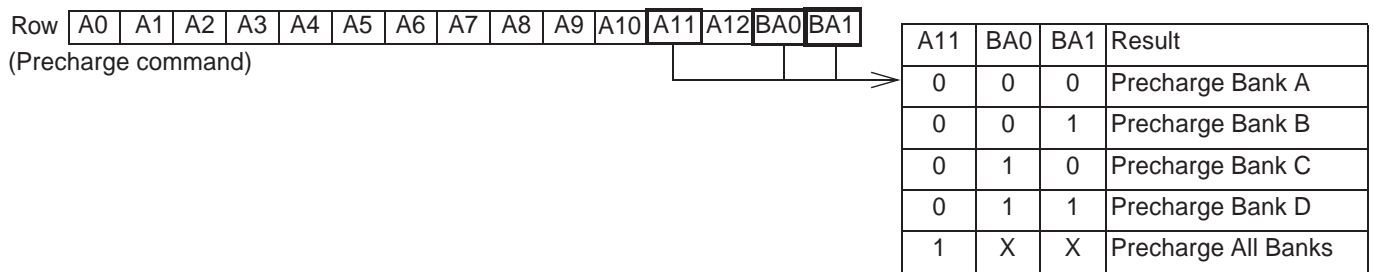 Row A0 A1 A2 A3 A4 A5 A6 A7 A8 A9 A10 A11 A12 BA0 BA1
(Precharge command)
A11 BA0 BA1 Result
0 0 0 Precharge Bank A
0 0 1 Precharge Bank B
0 1 0 Precharge Bank C
0 1 1 Precharge Bank D
1 X X Precharge All Banks